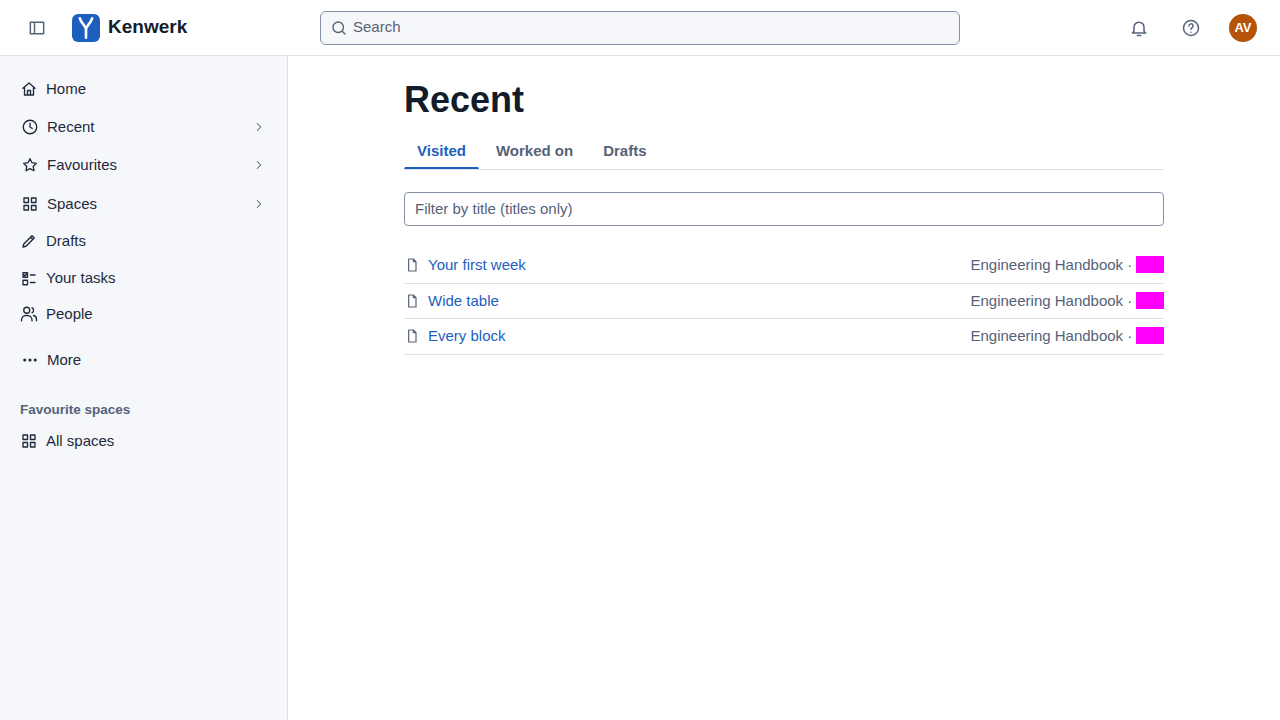 Kenwerk
Search
AV
Home
Recent
Favourites
Spaces
Drafts
Your tasks
People
More
Favourite spaces
All spaces
Recent
Visited
Worked on
Drafts
Filter by title (titles only)
Your first week
Engineering Handbook ·
Wide table
Engineering Handbook ·
Every block
Engineering Handbook ·